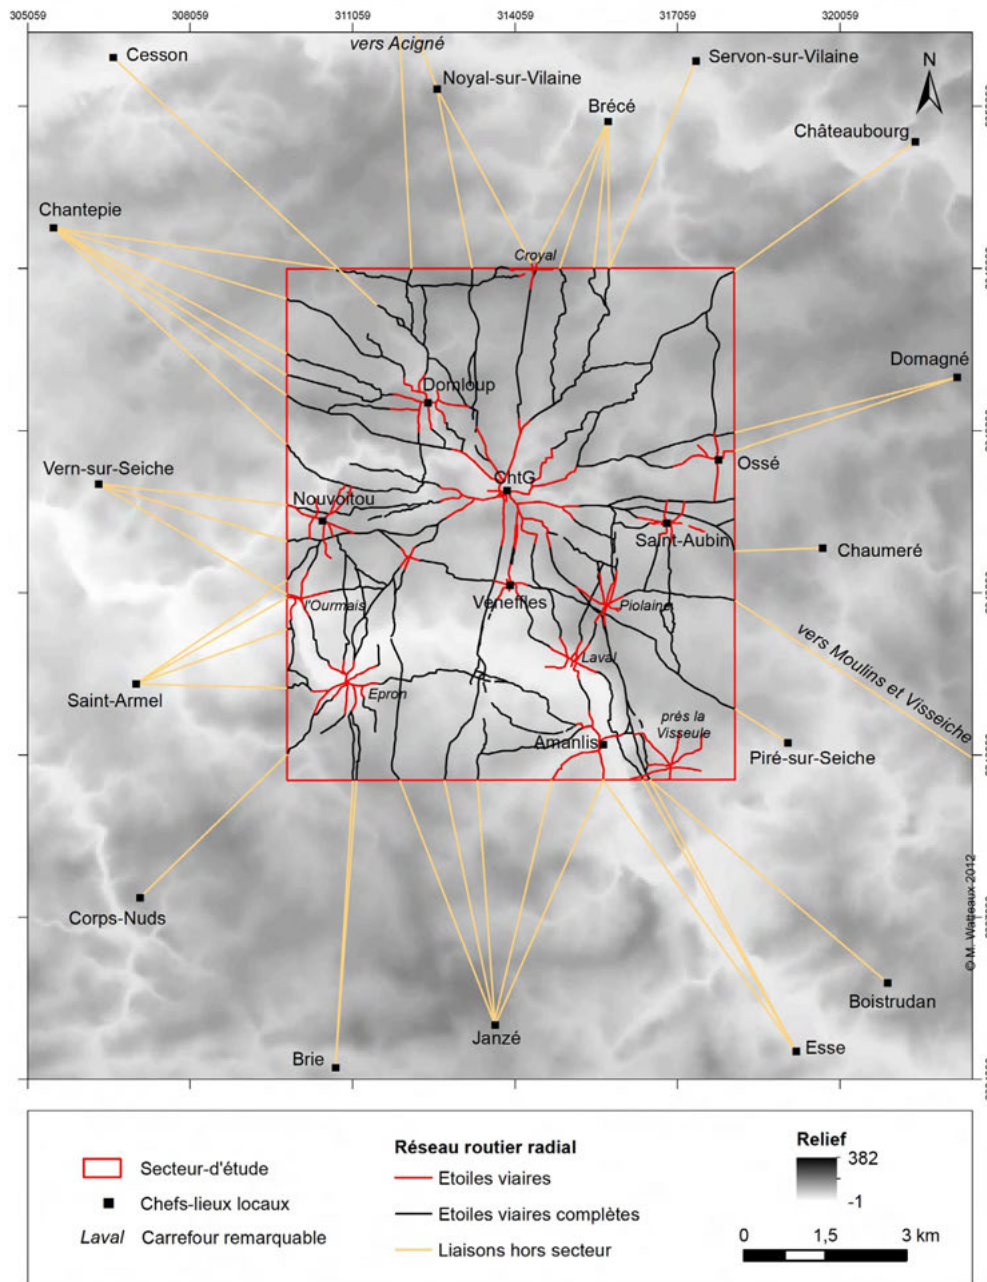 305059
308059
311059
314059
317059
320059
vers Acigné
Cesson
Noyal-sur-Vilaine
Servon-sur-Vilaine
N
Brécé
Châteaubourg
Chantepie
Croyal
Domagné
Domloup
Vern-sur-Seiche
ChtG
Ossé
Nouvoitou
Saint-Aubin
Chaumeré
l'Ourmais
Veneffles
Piolaine
vers Moulins et Visseiche
Laval
Saint-Armel
Epron
prés la
Visseule
Amanlis
Piré-sur-Seiche
Corps-Nuds
© M. Watteaux 2012
Boistrudan
Janzé
Esse
Brie
Secteur-d'étude
Chefs-lieux locaux
Laval Carrefour remarquable
Réseau routier radial
Etoiles viaires
Etoiles viaires complètes
Liaisons hors secteur
Relief
382
-1
0 1,5 3 km